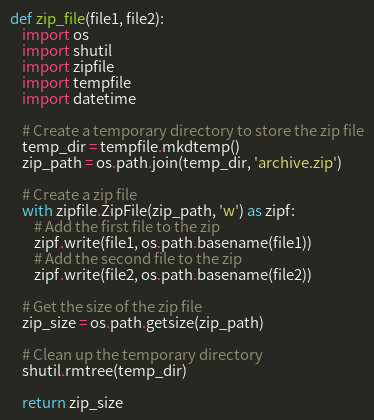 def zip_file(file1, file2):
    import os
    import shutil
    import zipfile
    import tempfile
    import datetime

    # Create a temporary directory to store the zip file
    temp_dir = tempfile.mkdtemp()
    zip_path = os.path.join(temp_dir, 'archive.zip')

    # Create a zip file
    with zipfile.ZipFile(zip_path, 'w') as zipf:
        # Add the first file to the zip
        zipf.write(file1, os.path.basename(file1))
        # Add the second file to the zip
        zipf.write(file2, os.path.basename(file2))

    # Get the size of the zip file
    zip_size = os.path.getsize(zip_path)

    # Clean up the temporary directory
    shutil.rmtree(temp_dir)

    return zip_size